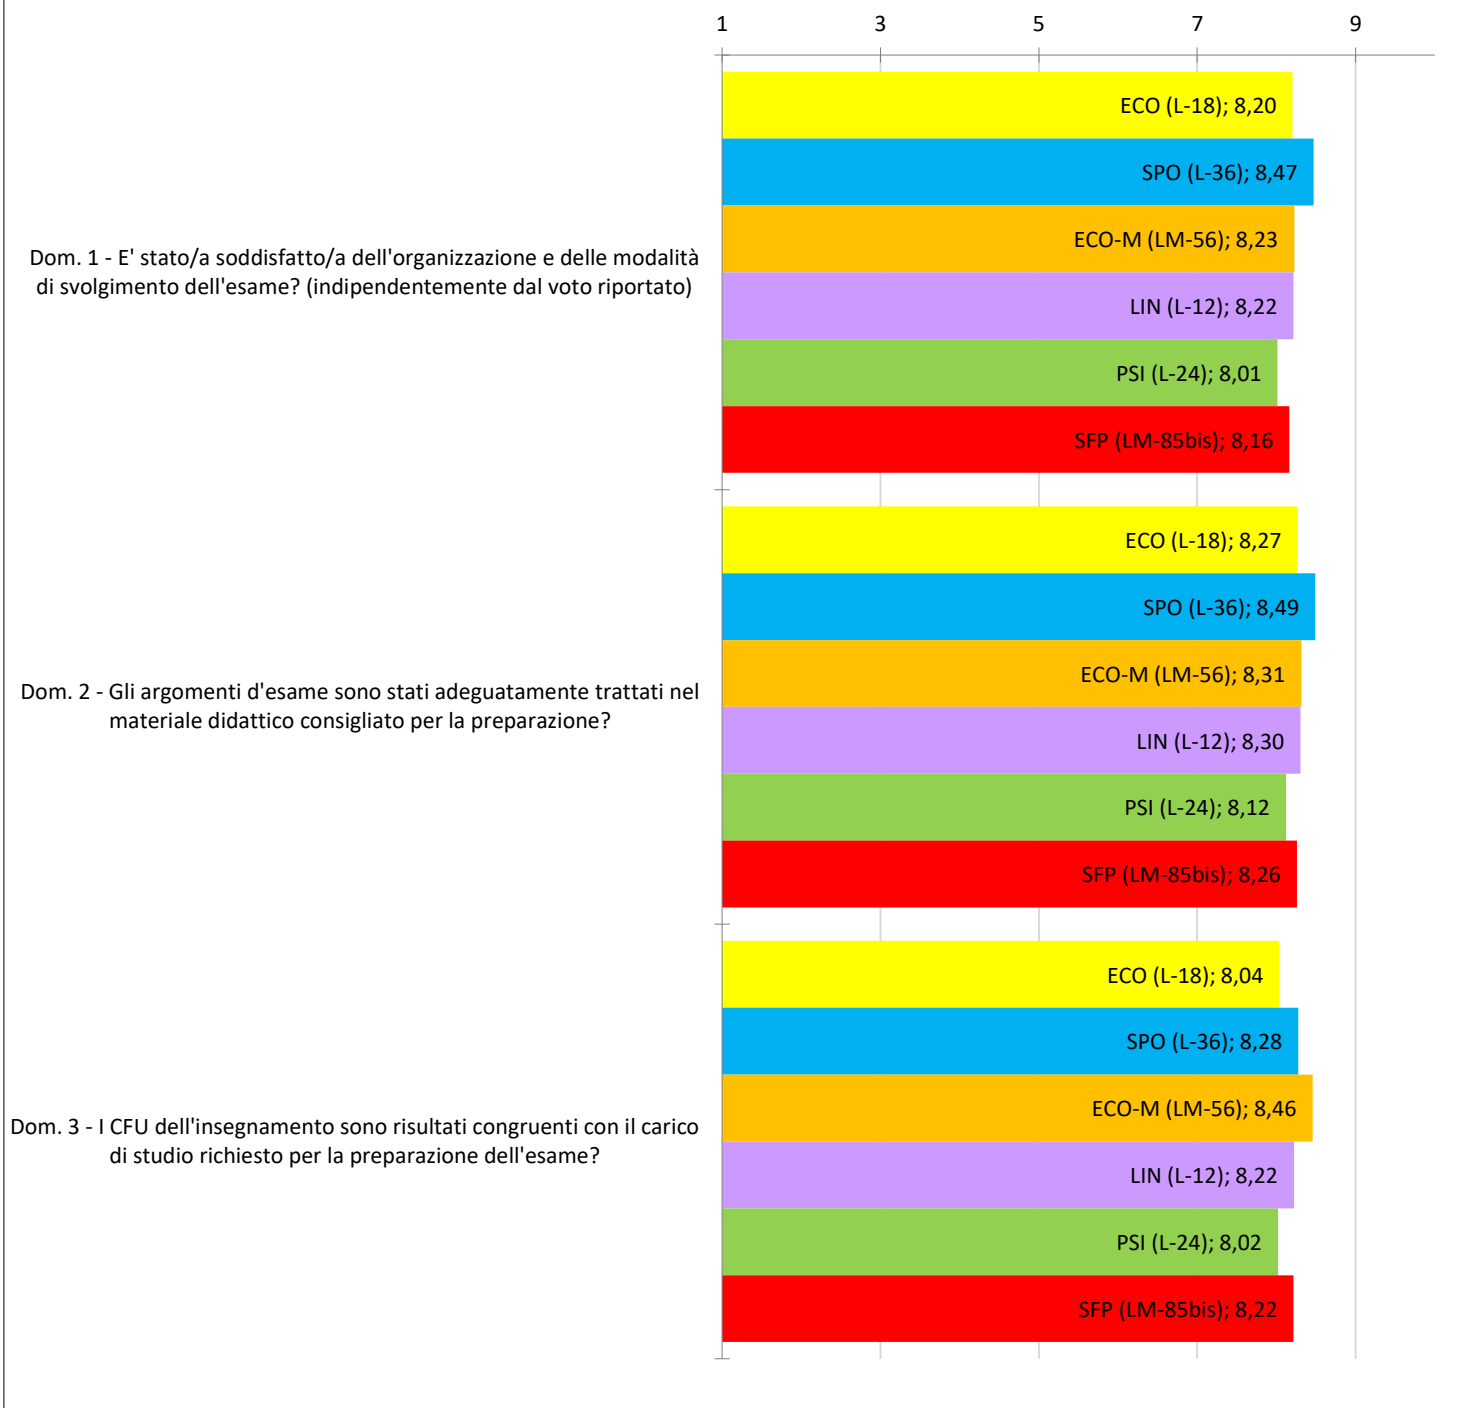 1 3 5 7 9
Dom. 1 - E' stato/a soddisfatto/a dell'organizzazione e delle modalità
di svolgimento dell'esame? (indipendentemente dal voto riportato)
ECO (L-18); 8,20
SPO (L-36); 8,47
ECO-M (LM-56); 8,23
LIN (L-12); 8,22
PSI (L-24); 8,01
SFP (LM-85bis); 8,16
Dom. 2 - Gli argomenti d'esame sono stati adeguatamente trattati nel
materiale didattico consigliato per la preparazione?
ECO (L-18); 8,27
SPO (L-36); 8,49
ECO-M (LM-56); 8,31
LIN (L-12); 8,30
PSI (L-24); 8,12
SFP (LM-85bis); 8,26
Dom. 3 - I CFU dell'insegnamento sono risultati congruenti con il carico
di studio richiesto per la preparazione dell'esame?
ECO (L-18); 8,04
SPO (L-36); 8,28
ECO-M (LM-56); 8,46
LIN (L-12); 8,22
PSI (L-24); 8,02
SFP (LM-85bis); 8,22